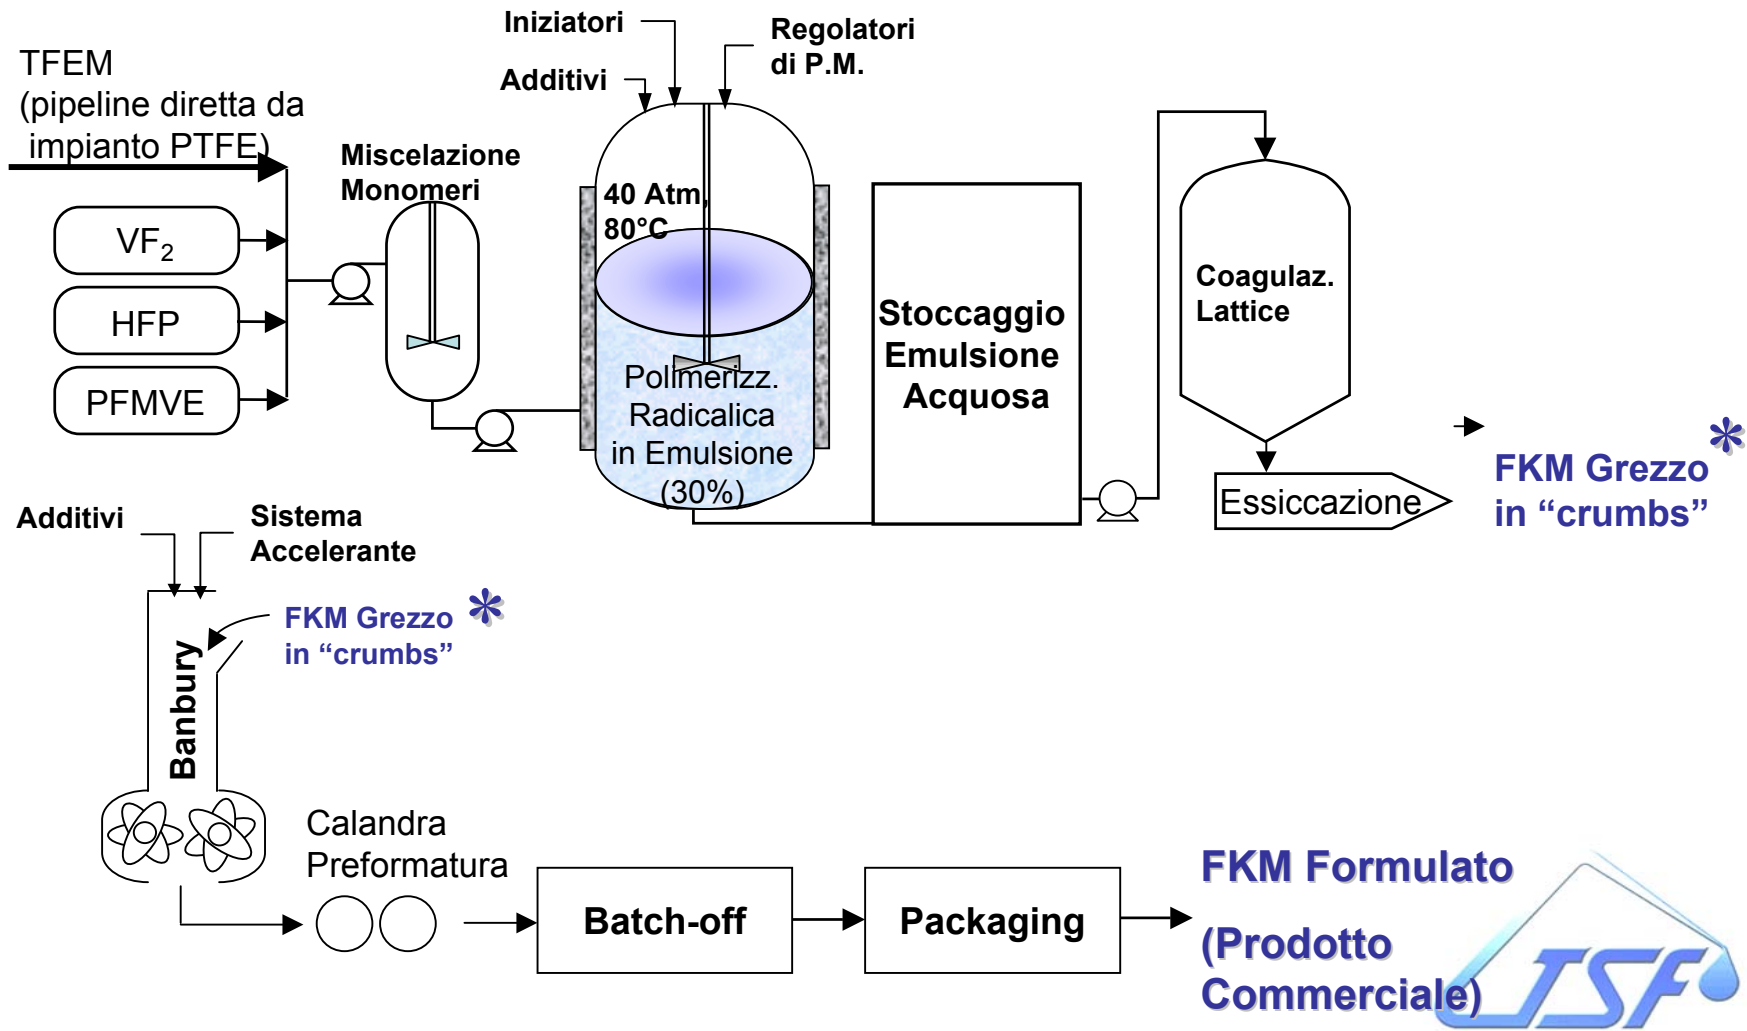 TFEM
(pipeline diretta da
impianto PTFE)
VF2
HFP
PFMVE
Miscelazione
Monomeri
Iniziatori
Additivi
Regolatori
di P.M.
40 Atm,
80°C
Polimerizz.
Radicalica
in Emulsione
(30%)
Stoccaggio
Emulsione
Acquosa
Coagulaz.
Lattice
Essiccazione
FKM Grezzo *
in “crumbs”
Additivi
Sistema
Accelerante
FKM Grezzo *
in “crumbs”
Banbury
Calandra
Preformatura
Batch-off
Packaging
FKM Formulato
(Prodotto
Commerciale)